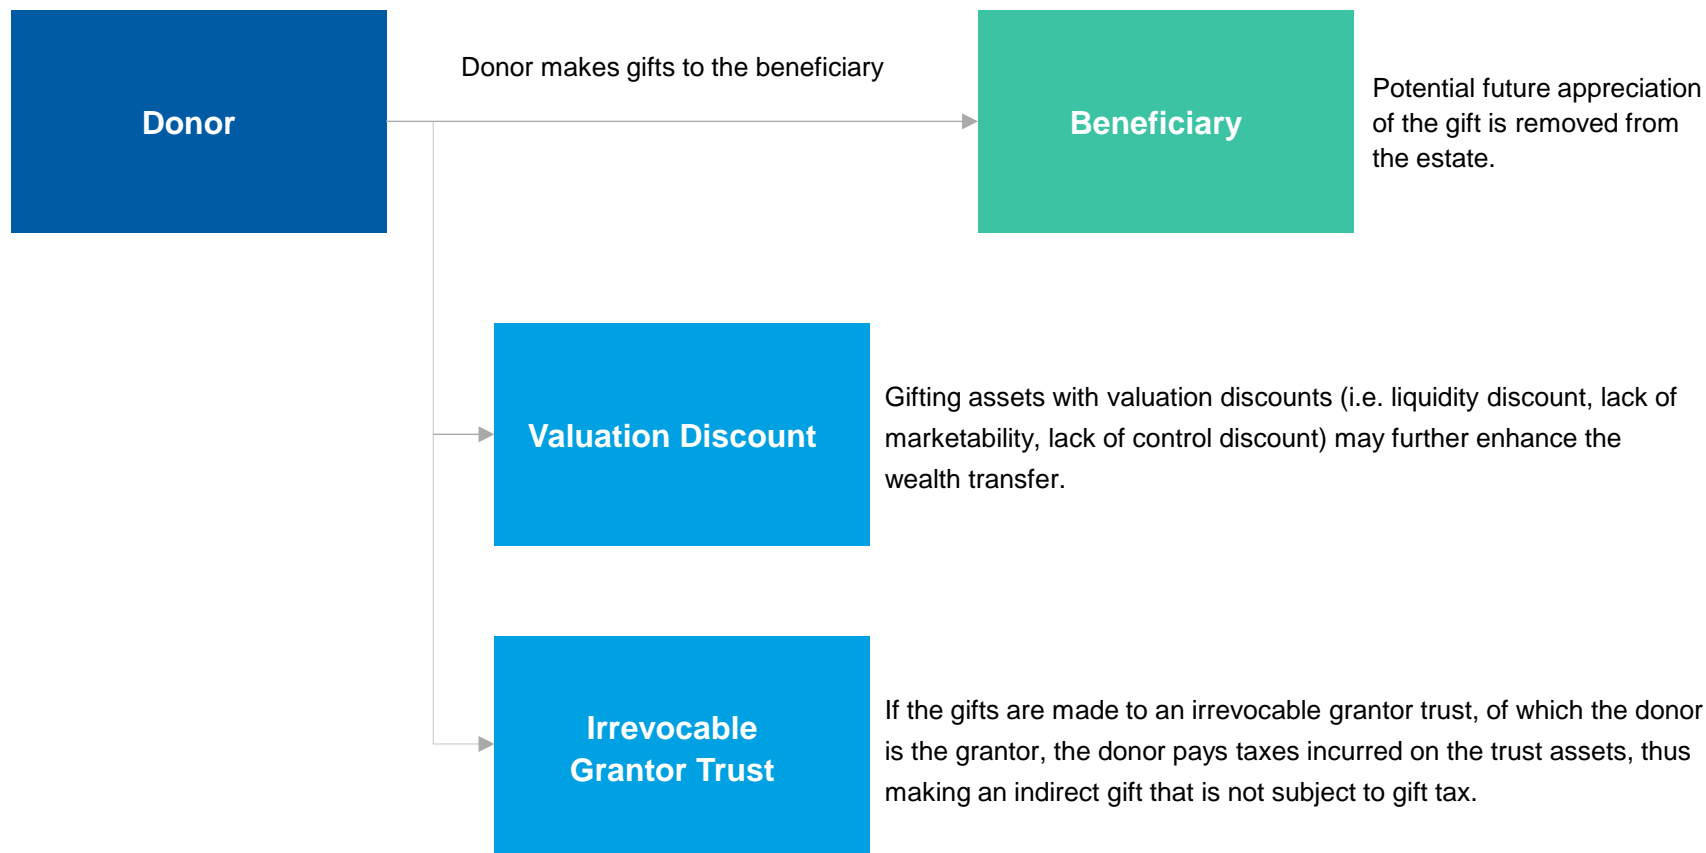 Donor makes gifts to the beneficiary
Donor
Beneficiary
Potential future appreciation
of the gift is removed from
the estate.
Valuation Discount
Gifting assets with valuation discounts (i.e. liquidity discount, lack of
marketability, lack of control discount) may further enhance the
wealth transfer.
Irrevocable
Grantor Trust
If the gifts are made to an irrevocable grantor trust, of which the donor
is the grantor, the donor pays taxes incurred on the trust assets, thus
making an indirect gift that is not subject to gift tax.